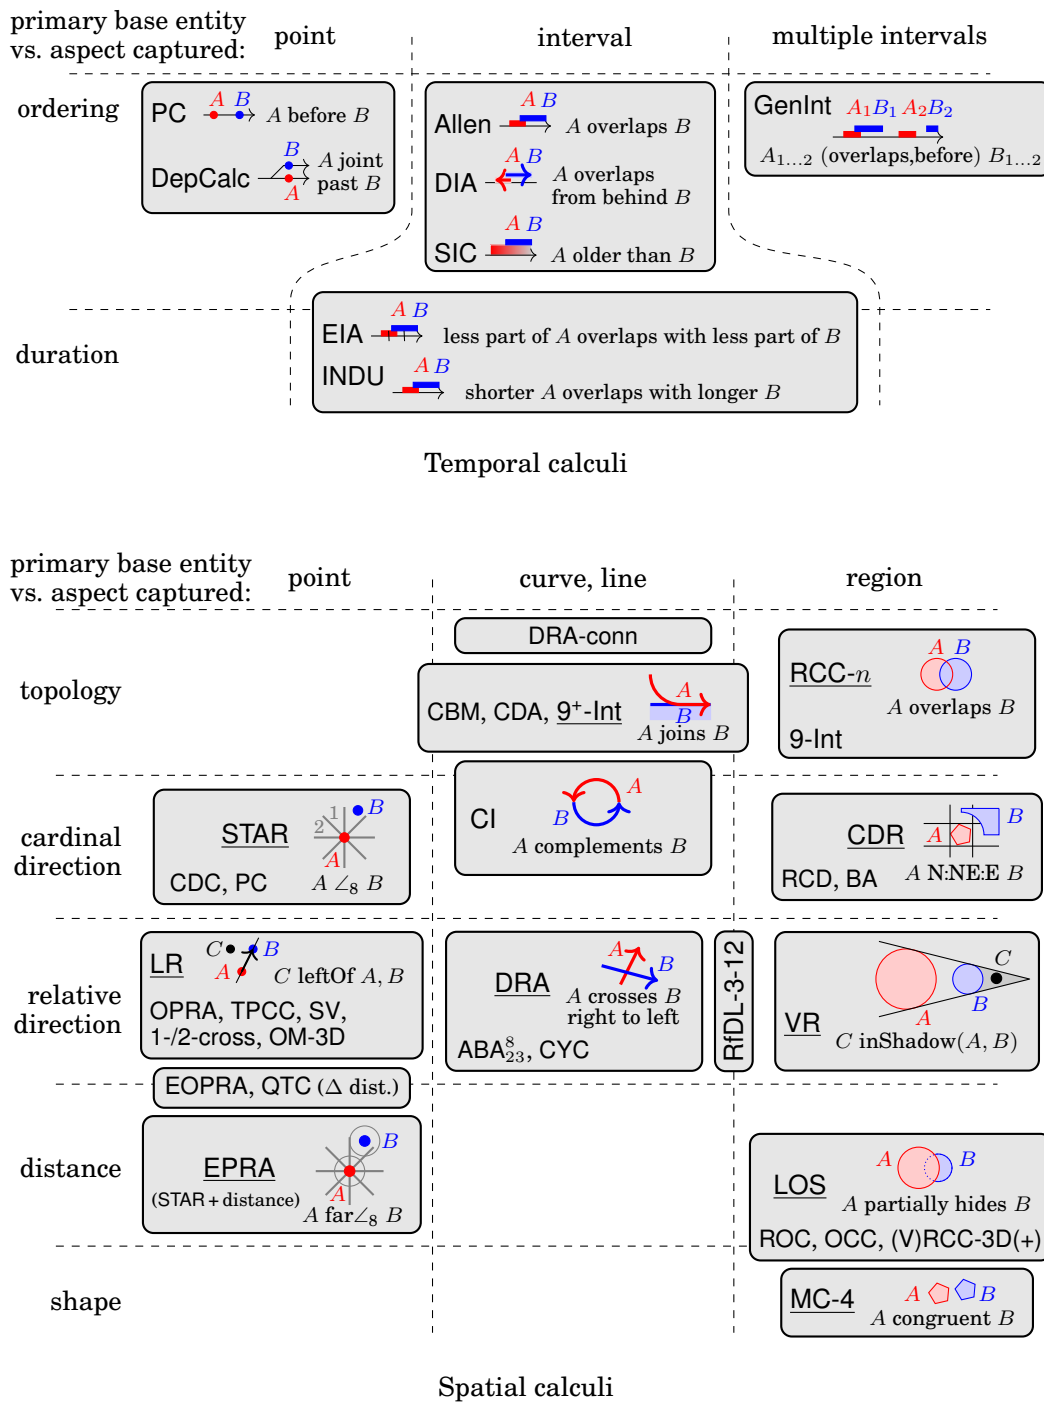 primary base entity
vs. aspect captured:
point
interval
multiple intervals
ordering
PC
A B
A before B
DepCalc
B
A
A joint
past B
Allen
A B
A overlaps B
DIA
A B
A overlaps
from behind B
SIC
A B
A older than B
GenInt
A₁B₁ A₂B₂
A₁…₂ (overlaps,before) B₁…₂
duration
EIA
A B
less part of A overlaps with less part of B
INDU
A B
shorter A overlaps with longer B
Temporal calculi
primary base entity
vs. aspect captured:
point
curve, line
region
topology
DRA-conn
CBM, CDA, 9⁺-Int
A
B
A joins B
RCC-n
A B
A overlaps B
9-Int
cardinal
direction
STAR
2 1
B
A
CDC, PC
A ∠₈ B
CI
A
B
A complements B
CDR
A
B
RCD, BA
A N:NE:E B
relative
direction
LR
C
B
A
C leftOf A, B
OPRA, TPCC, SV,
1-/2-cross, OM-3D
DRA
A
B
A crosses B
right to left
ABA⁸₂₃, CYC
RfDL-3-12
VR
C
B
A
C inShadow(A, B)
EOPRA, QTC (Δ dist.)
distance
EPRA
(STAR + distance)
B
A
A far∠₈ B
LOS
A
B
A partially hides B
ROC, OCC, (V)RCC-3D(+)
shape
MC-4
A
B
A congruent B
Spatial calculi